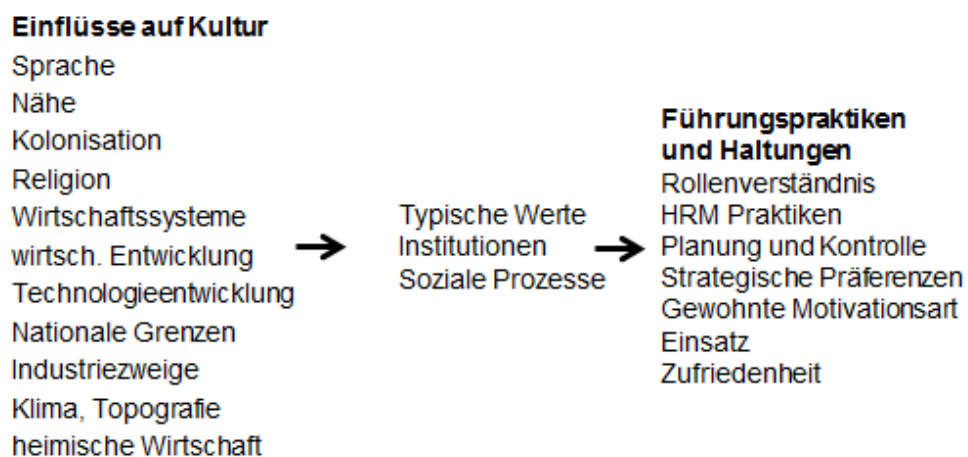 Einflüsse auf Kultur
Sprache
Nähe
Kolonisation
Religion
Wirtschaftssysteme
wirtsch. Entwicklung
Technologieentwicklung
Nationale Grenzen
Industriezweige
Klima, Topografie
heimische Wirtschaft
Typische Werte
Institutionen
Soziale Prozesse
Führungspraktiken
und Haltungen
Rollenverständnis
HRM Praktiken
Planung und Kontrolle
Strategische Präferenzen
Gewohnte Motivationsart
Einsatz
Zufriedenheit